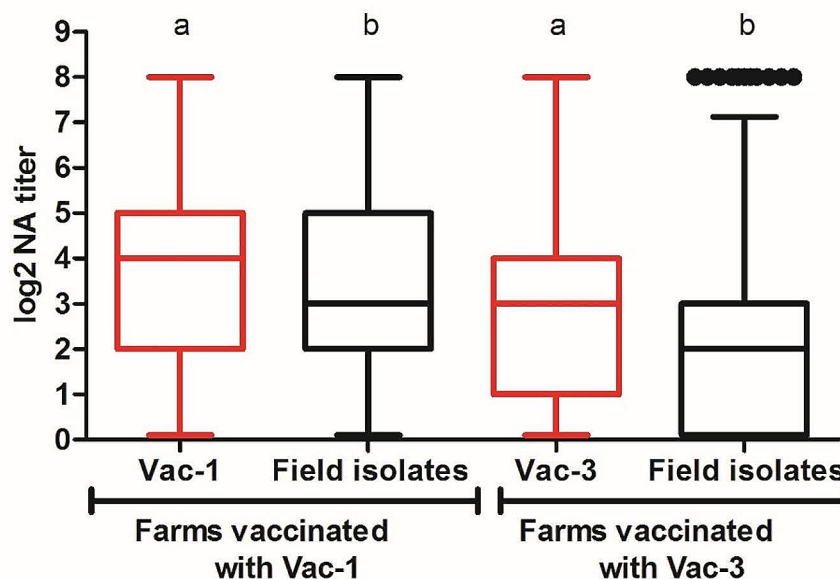 a b a b
9
8
7
6
5
4
3
2
1
0
log2 NA titer
Vac-1 Field isolates Vac-3 Field isolates
Farms vaccinated Farms vaccinated
with Vac-1 with Vac-3